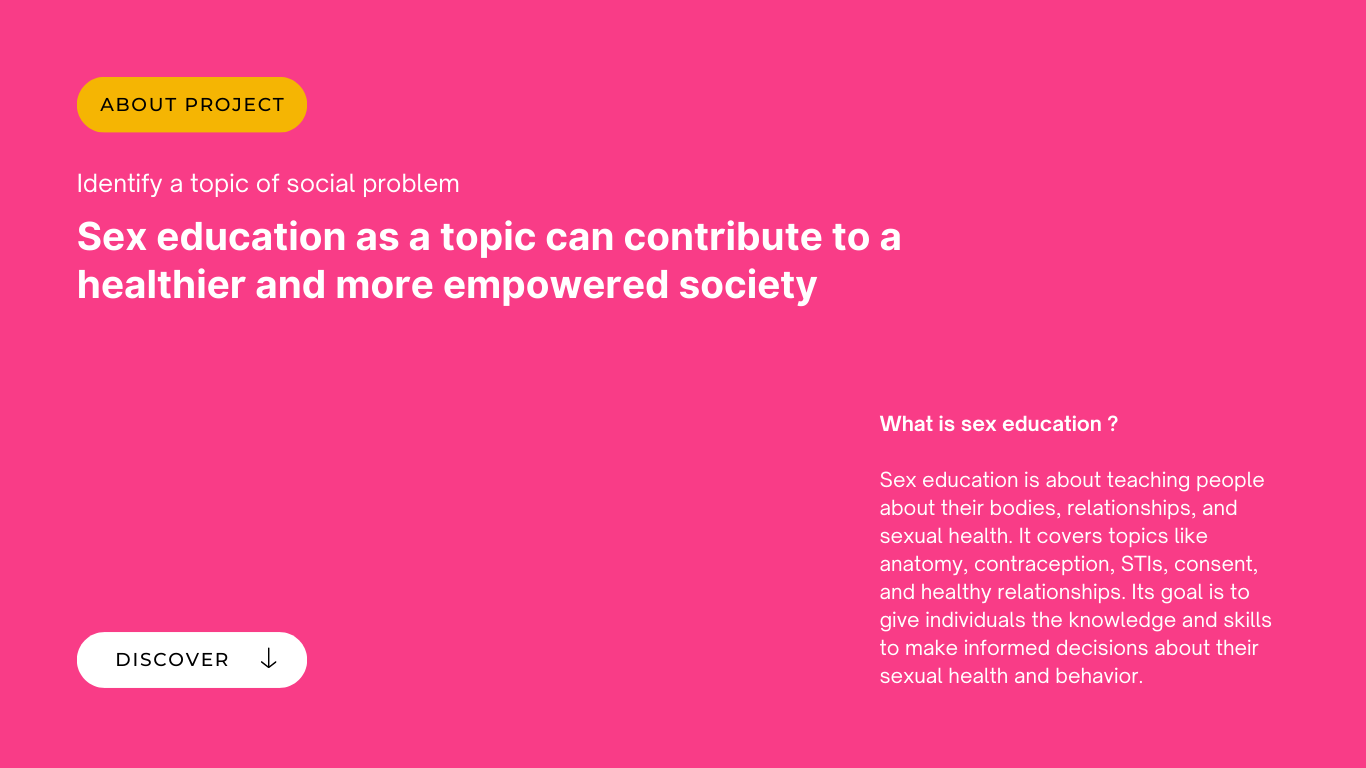 ABOUT PROJECT
Identify a topic of social problem
Sex education as a topic can contribute to a
healthier and more empowered society
What is sex education ?
Sex education is about teaching people
about their bodies, relationships, and
sexual health. It covers topics like
anatomy, contraception, STIs, consent,
and healthy relationships. Its goal is to
give individuals the knowledge and skills
to make informed decisions about their
sexual health and behavior.
DISCOVER